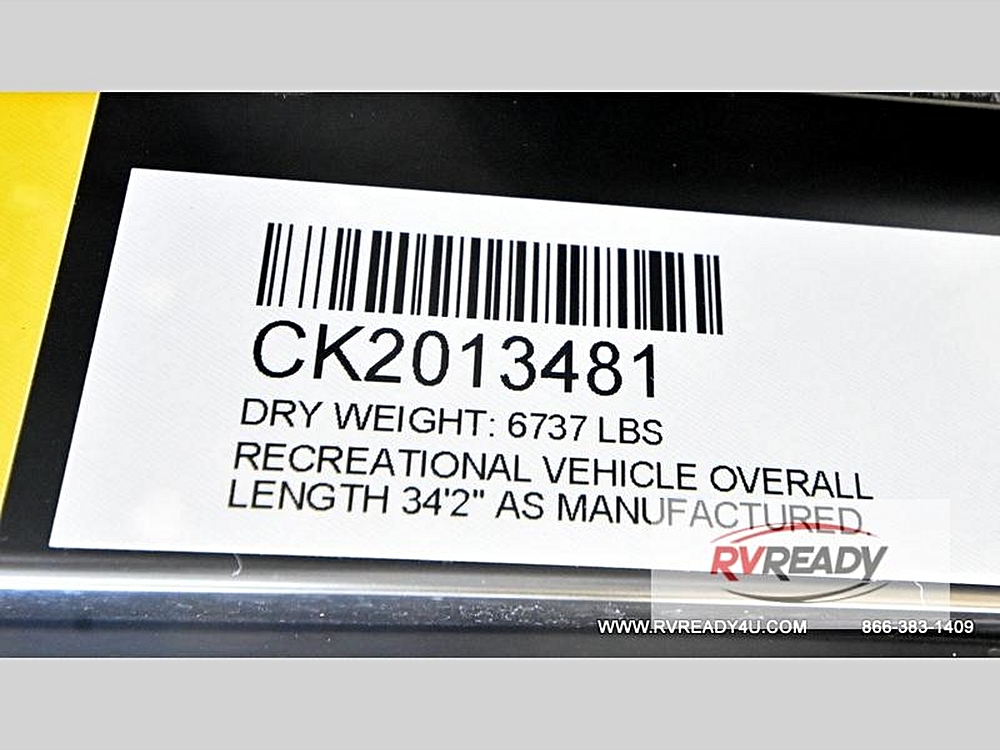 CK2013481
DRY WEIGHT: 6737 LBS
RECREATIONAL VEHICLE OVERALL
LENGTH 34'2" AS MANUFACTURED
RVREADY
WWW.RVREADY4U.COM 866-383-1409